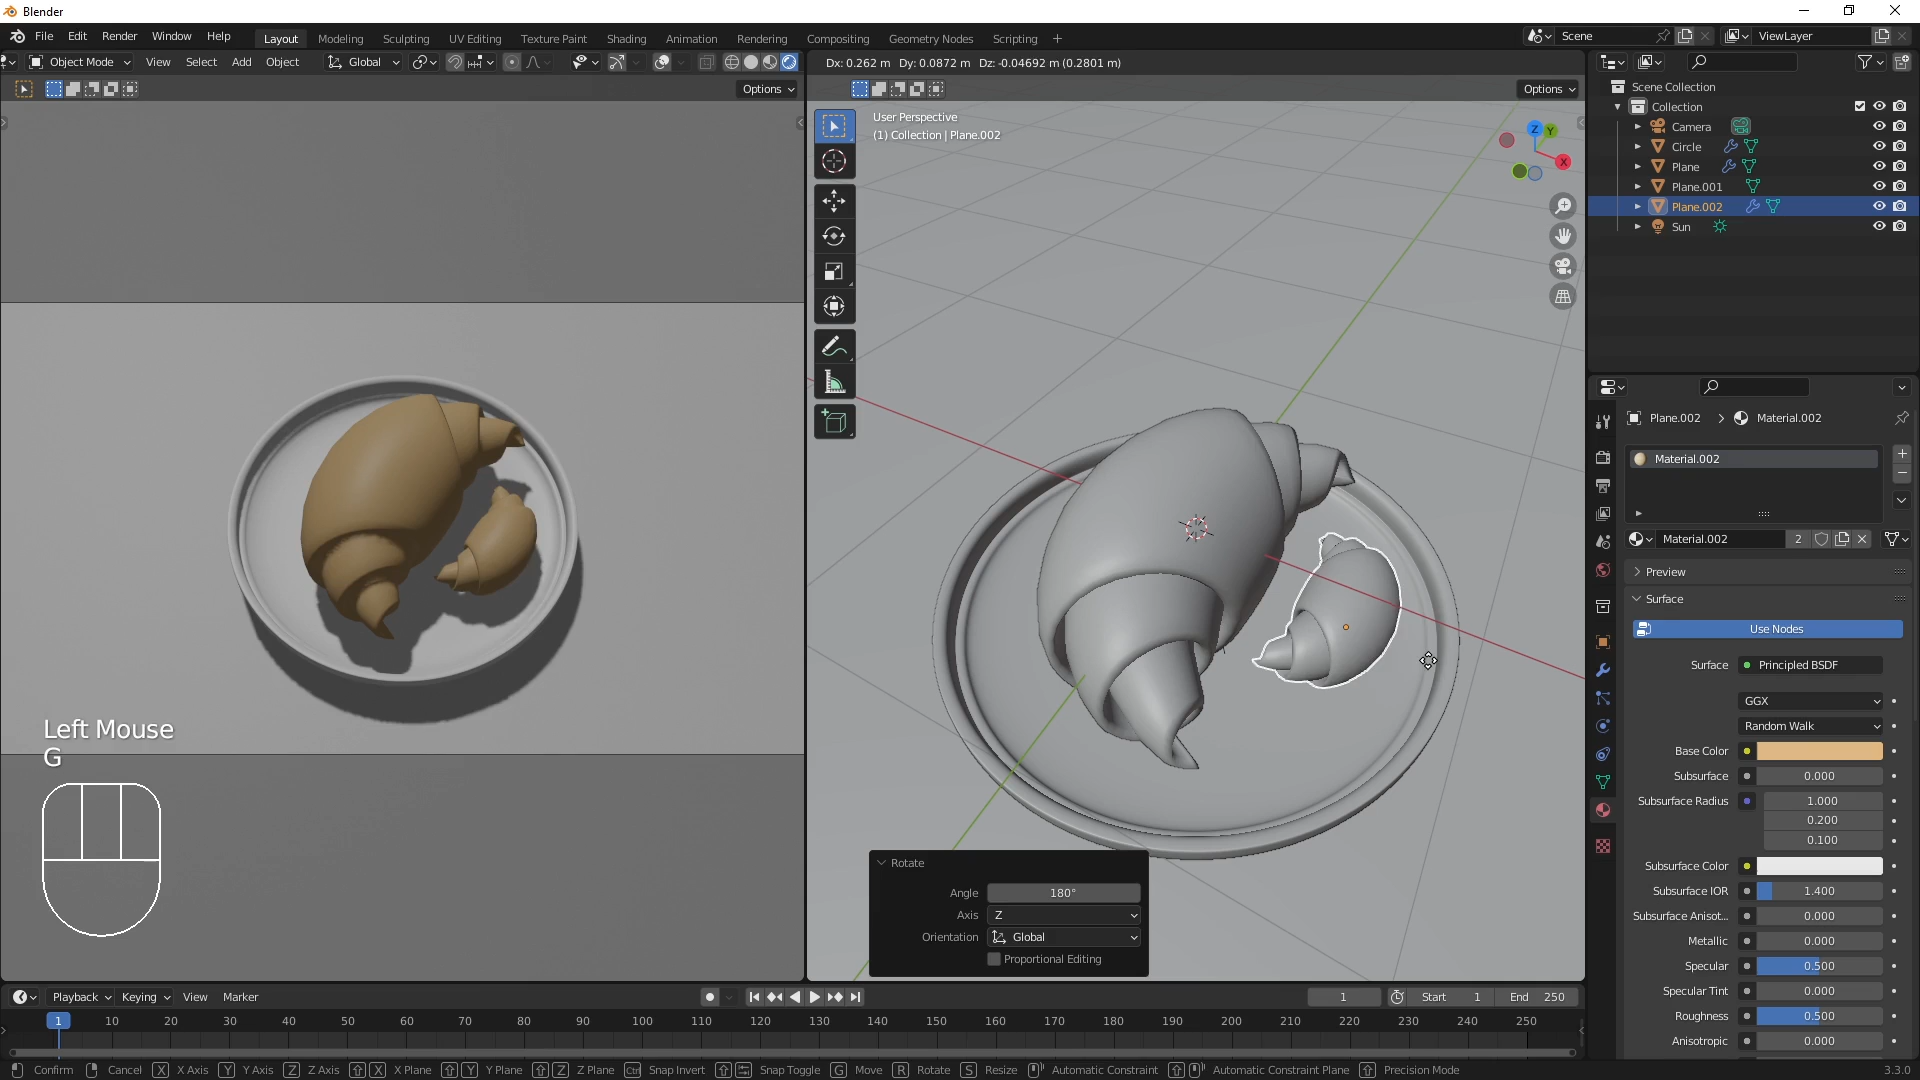 Blender
File Edit Render Window Help Layout Modeling Sculpting UV Editing Texture Paint Shading Animation Rendering Compositing Geometry Nodes Scripting + Scene ViewLayer
Object Mode View Select Add Object Global Dx: 0.262 m Dy: 0.0872 m Dz: -0.04692 m (0.2801 m)
Options Options
User Perspective
(1) Collection | Plane.002
Z Y X
Scene Collection
Collection
Camera
Circle
Plane
Plane.001
Plane.002
Sun
Plane.002 > Material.002
Material.002
Material.002 2
Preview
Surface
Use Nodes
Surface Principled BSDF
GGX
Random Walk
Base Color
Subsurface 0.000
Subsurface Radius 1.000
0.200
0.100
Subsurface Color
Subsurface IOR 1.400
Subsurface Anisot... 0.000
Metallic 0.000
Specular 0.500
Specular Tint 0.000
Roughness 0.500
Anisotropic 0.000
Left Mouse
G
Rotate
Angle 180°
Axis Z
Orientation Global
Proportional Editing
Playback Keying View Marker 1 Start 1 End 250
1 10 20 30 40 50 60 70 80 90 100 110 120 130 140 150 160 170 180 190 200 210 220 230 240 250
Confirm Cancel X X Axis Y Y Axis Z Z Axis X X Plane Y Y Plane Z Z Plane Ctrl Snap Invert Snap Toggle G Move R Rotate S Resize Automatic Constraint Automatic Constraint Plane Precision Mode 3.3.0